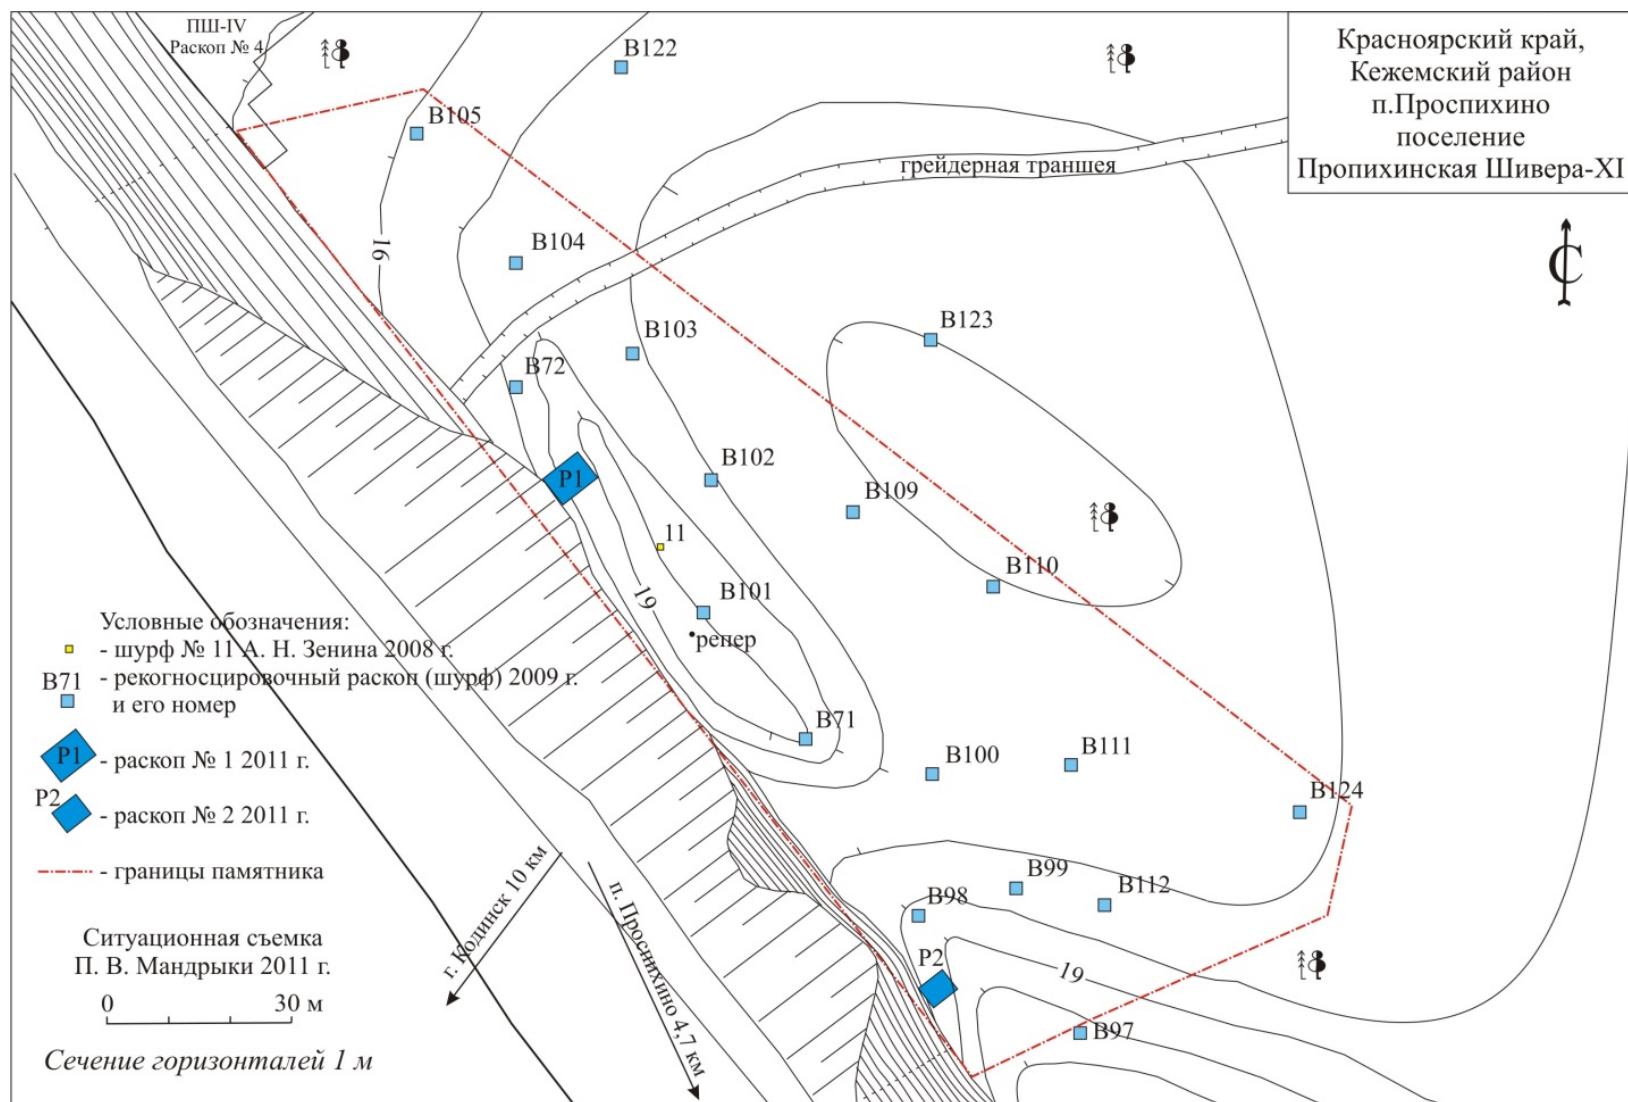 ПШ-IV
Раскоп № 4
Красноярский край,
Кежемский район
п.Проспихино
поселение
Пропихинская Шивера-XI
В122
В105
грейдерная траншея
16
В104
С
В103
В123
В72
В102
Р1
В109
11
В110
19
В101
репер
Условные обозначения:
- шурф № 11 А. Н. Зенина 2008 г.
В71
- рекогносцировочный раскоп (шурф) 2009 г.
и его номер
В71
Р1
- раскоп № 1 2011 г.
Р2
- раскоп № 2 2011 г.
- границы памятника
В100
В111
В124
В99
В112
В98
Р2
19
В97
г. Кодинск 10 км
п. Проспихино 4,7 км
Ситуационная съемка
П. В. Мандрыки 2011 г.
0 30 м
Сечение горизонталей 1 м